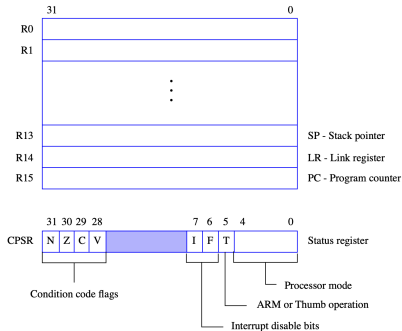 31 0
R0
R1
R13 SP - Stack pointer
R14 LR - Link register
R15 PC - Program counter
31 30 29 28 7 6 5 4 0
CPSR N Z C V I F T Status register
Processor mode
Condition code flags
ARM or Thumb operation
Interrupt disable bits